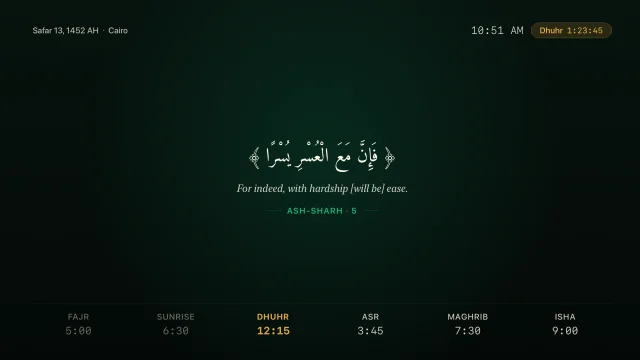 Safar 13, 1452 AH · Cairo
10:51 AM Dhuhr 1:23:45
﴿ فَإِنَّ مَعَ الْعُسْرِ يُسْرًا ﴾
For indeed, with hardship [will be] ease.
ASH-SHARH · 5
FAJR SUNRISE DHUHR ASR MAGHRIB ISHA
5:00 6:30 12:15 3:45 7:30 9:00